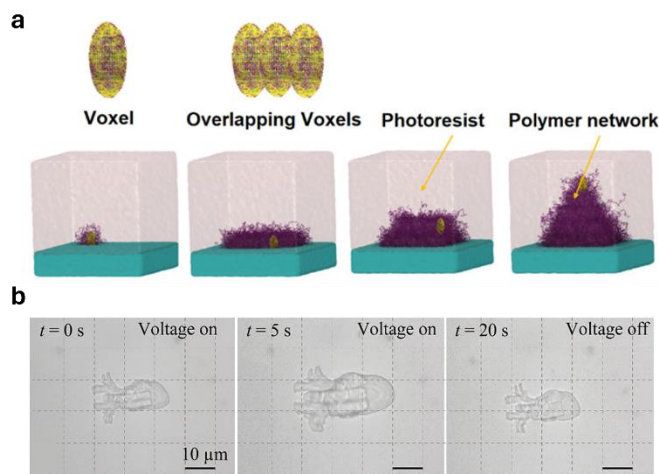 a
Voxel
Overlapping Voxels
Photoresist
Polymer network
b
t = 0 s
Voltage on
10 µm
t = 5 s
Voltage on
t = 20 s
Voltage off